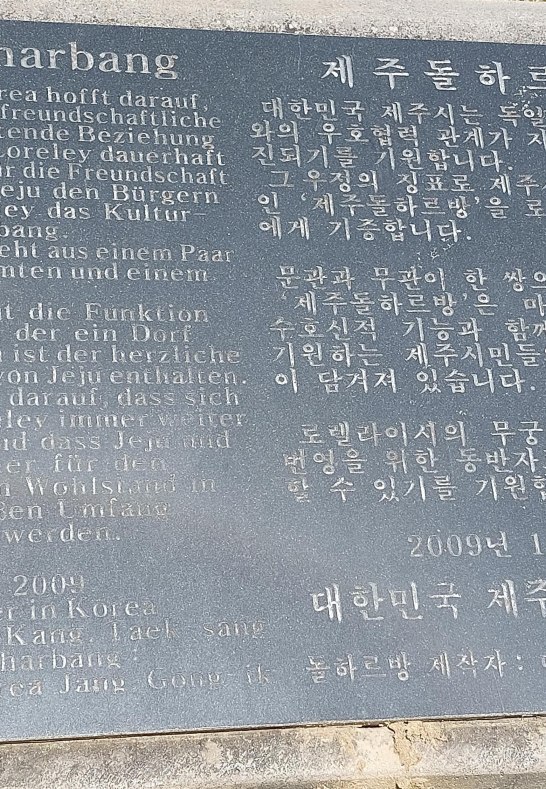 harbang
rea hofft darauf,
freundschaftliche
kende Beziehung
Loreley dauerhaft
ür die Freundschaft
eju den Bürgern
ley das Kultur-
bang.
eht aus einem Paar
mten und einem
t die Funktion
der ein Dorf
n ist der herzliche
von Jeju enthalten.
darauf, dass sich
eley immer weiter
nd dass Jeju und
er für den
n Wohlstand in
ßen Umfang
werden.
2009
er in Korea
Kang, Taek sang
harbang:
rea Jang Gong ik
제주돌하르
대한민국 제주시는 독일
와의 우호협력 관계가 지
진되기를 기원합니다.
그 우정의 징표로 제주시
인 '제주돌하르방'을 로
에게 기증합니다.
문관과 무관이 한 쌍으
'제주돌하르방'은 마
수호신적 기능과 함께
기원하는 제주시민들
이 담겨져 있습니다.
로렐라이시의 무궁
번영을 위한 동반자
할 수 있기를 기원합
2009년 1
대한민국 제주
돌하르방 제작자: